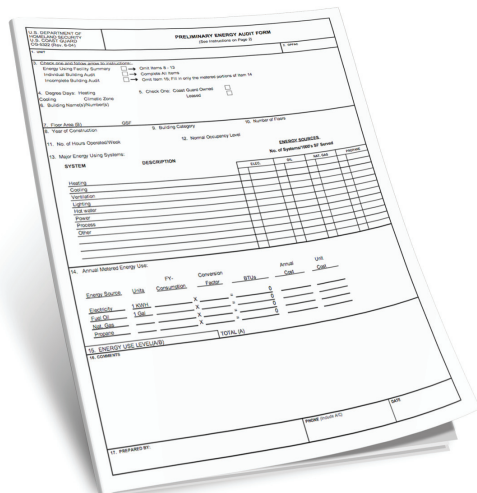 U.S. DEPARTMENT OF
HOMELAND SECURITY
U.S. COAST GUARD
CG-5322 (Rev. 6-04)
PRELIMINARY ENERGY AUDIT FORM
(See Instructions on Page 2)
1. UNIT
2. OPFAC
3. Check one and follow arrow to instructions:
Energy Using Facility Summary → Omit Items 6 - 13
Individual Building Audit → Complete All Items
Incomplete Building Audit → Omit Item 15, Fill in only the metered portions of Item 14
4. Degree Days: Heating
Cooling Climatic Zone
5. Check One: Coast Guard Owned
Leased
6. Building Name(s)/Number(s)
7. Floor Area (B) GSF
8. Year of Construction
9. Building Category
10. Number of Floors
11. No. of Hours Operated/Week
12. Normal Occupancy Level
13. Major Energy Using Systems:
ENERGY SOURCES
No. of Systems/1000's SF Served
SYSTEM DESCRIPTION
ELEC. OIL NAT. GAS PROPANE
Heating
Cooling
Ventilation
Lighting
Hot water
Power
Process
Other
14. Annual Metered Energy Use:
FY- Conversion Annual Unit
Energy Source Units Consumption Factor BTUs Cost Cost
Electricity 1 KWH X = 0
Fuel Oil 1 Gal X = 0
Nat. Gas X = 0
Propane X = 0
TOTAL (A)
15. ENERGY USE LEVEL(A/B)
16. COMMENTS
17. PREPARED BY:
PHONE (Include A/C)
DATE